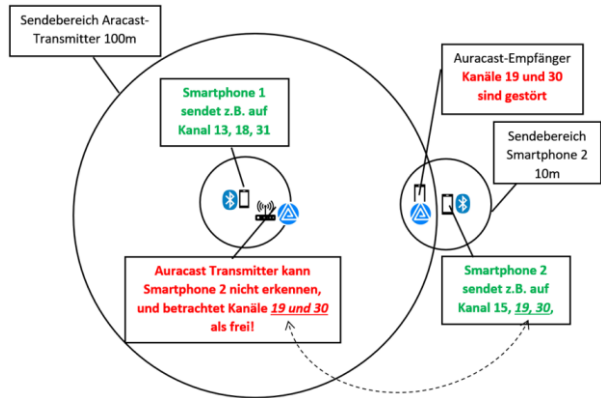 Sendebereich Aracast-
Transmitter 100m
Smartphone 1
sendet z.B. auf
Kanal 13, 18, 31
Auracast-Empfänger
Kanäle 19 und 30
sind gestört
Sendebereich
Smartphone 2
10m
Auracast Transmitter kann
Smartphone 2 nicht erkennen,
und betrachtet Kanäle 19 und 30
als frei!
Smartphone 2
sendet z.B. auf
Kanal 15, 19, 30,